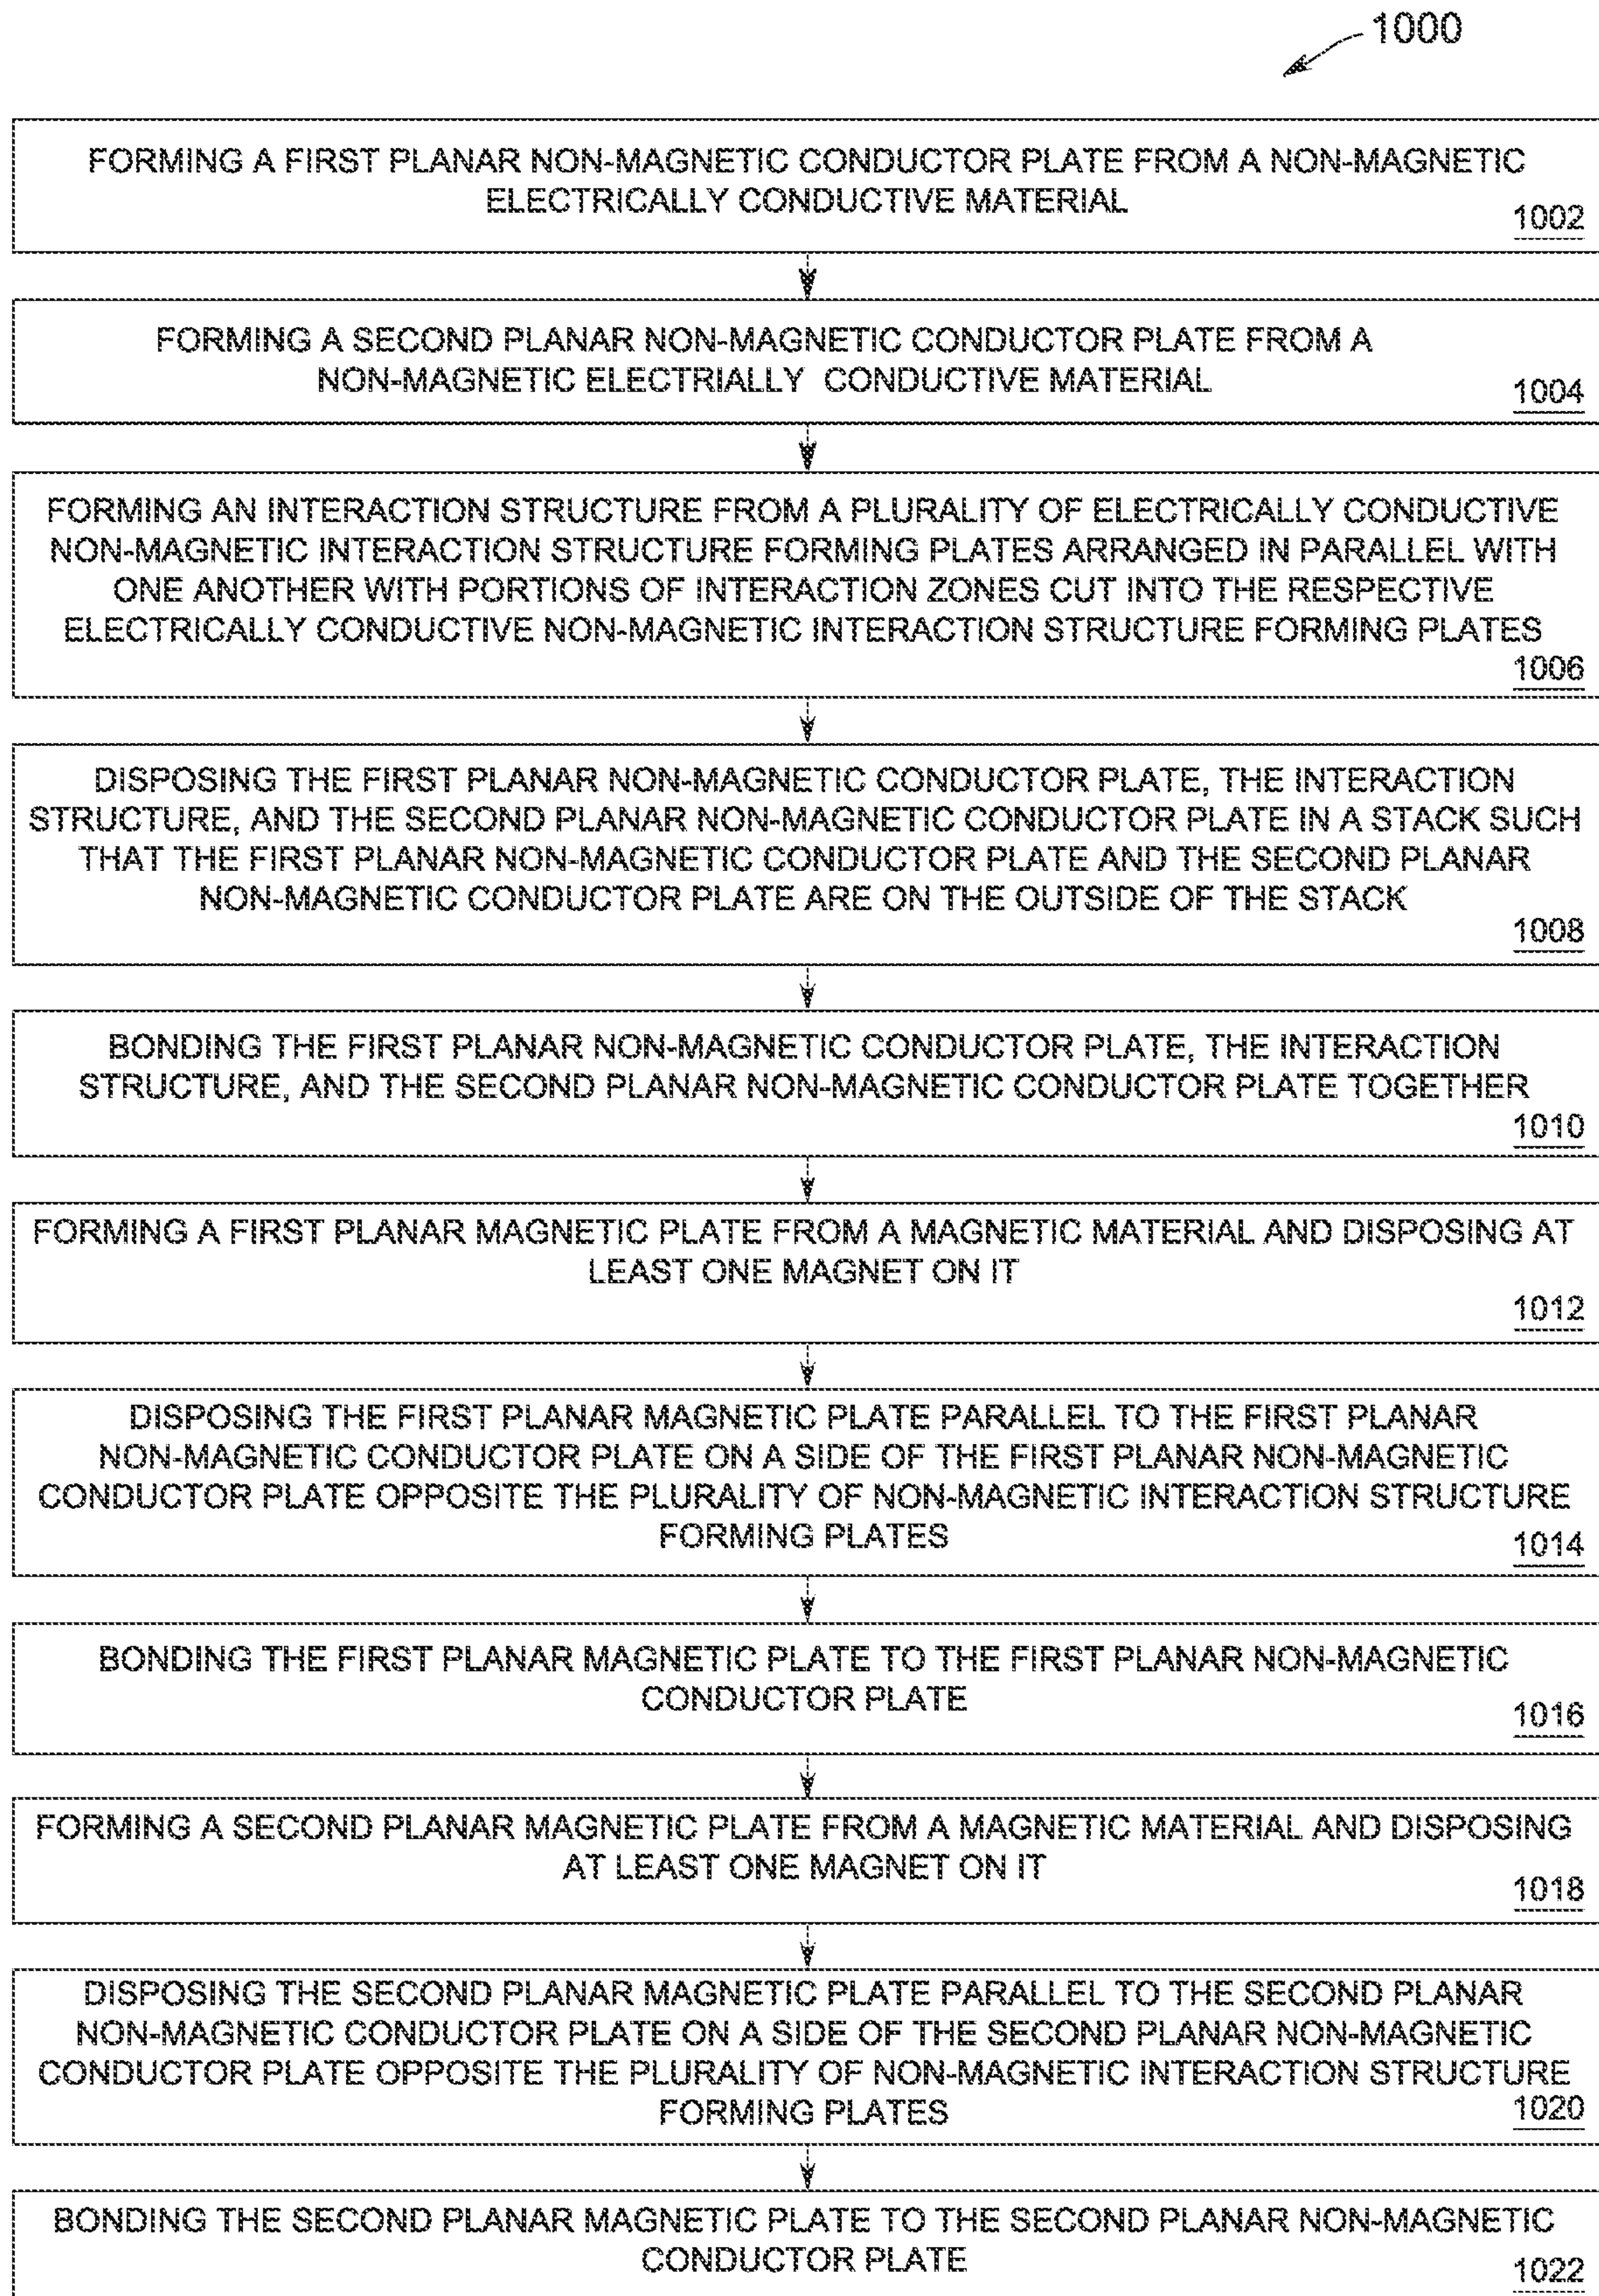 1000
FORMING A FIRST PLANAR NON-MAGNETIC CONDUCTOR PLATE FROM A NON-MAGNETIC
ELECTRICALLY CONDUCTIVE MATERIAL
1002
FORMING A SECOND PLANAR NON-MAGNETIC CONDUCTOR PLATE FROM A
NON-MAGNETIC ELECTRIALLY CONDUCTIVE MATERIAL
1004
FORMING AN INTERACTION STRUCTURE FROM A PLURALITY OF ELECTRICALLY CONDUCTIVE
NON-MAGNETIC INTERACTION STRUCTURE FORMING PLATES ARRANGED IN PARALLEL WITH
ONE ANOTHER WITH PORTIONS OF INTERACTION ZONES CUT INTO THE RESPECTIVE
ELECTRICALLY CONDUCTIVE NON-MAGNETIC INTERACTION STRUCTURE FORMING PLATES
1006
DISPOSING THE FIRST PLANAR NON-MAGNETIC CONDUCTOR PLATE, THE INTERACTION
STRUCTURE, AND THE SECOND PLANAR NON-MAGNETIC CONDUCTOR PLATE IN A STACK SUCH
THAT THE FIRST PLANAR NON-MAGNETIC CONDUCTOR PLATE AND THE SECOND PLANAR
NON-MAGNETIC CONDUCTOR PLATE ARE ON THE OUTSIDE OF THE STACK
1008
BONDING THE FIRST PLANAR NON-MAGNETIC CONDUCTOR PLATE, THE INTERACTION
STRUCTURE, AND THE SECOND PLANAR NON-MAGNETIC CONDUCTOR PLATE TOGETHER
1010
FORMING A FIRST PLANAR MAGNETIC PLATE FROM A MAGNETIC MATERIAL AND DISPOSING AT
LEAST ONE MAGNET ON IT
1012
DISPOSING THE FIRST PLANAR MAGNETIC PLATE PARALLEL TO THE FIRST PLANAR
NON-MAGNETIC CONDUCTOR PLATE ON A SIDE OF THE FIRST PLANAR NON-MAGNETIC
CONDUCTOR PLATE OPPOSITE THE PLURALITY OF NON-MAGNETIC INTERACTION STRUCTURE
FORMING PLATES
1014
BONDING THE FIRST PLANAR MAGNETIC PLATE TO THE FIRST PLANAR NON-MAGNETIC
CONDUCTOR PLATE
1016
FORMING A SECOND PLANAR MAGNETIC PLATE FROM A MAGNETIC MATERIAL AND DISPOSING
AT LEAST ONE MAGNET ON IT
1018
DISPOSING THE SECOND PLANAR MAGNETIC PLATE PARALLEL TO THE SECOND PLANAR
NON-MAGNETIC CONDUCTOR PLATE ON A SIDE OF THE SECOND PLANAR NON-MAGNETIC
CONDUCTOR PLATE OPPOSITE THE PLURALITY OF NON-MAGNETIC INTERACTION STRUCTURE
FORMING PLATES
1020
BONDING THE SECOND PLANAR MAGNETIC PLATE TO THE SECOND PLANAR NON-MAGNETIC
CONDUCTOR PLATE
1022